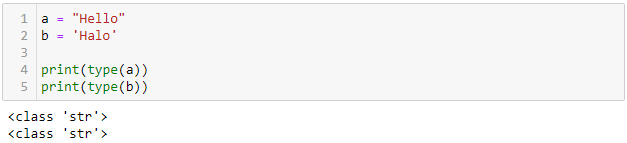 1 a = "Hello"
2 b = 'Halo'
3
4 print(type(a))
5 print(type(b))
<class 'str'>
<class 'str'>